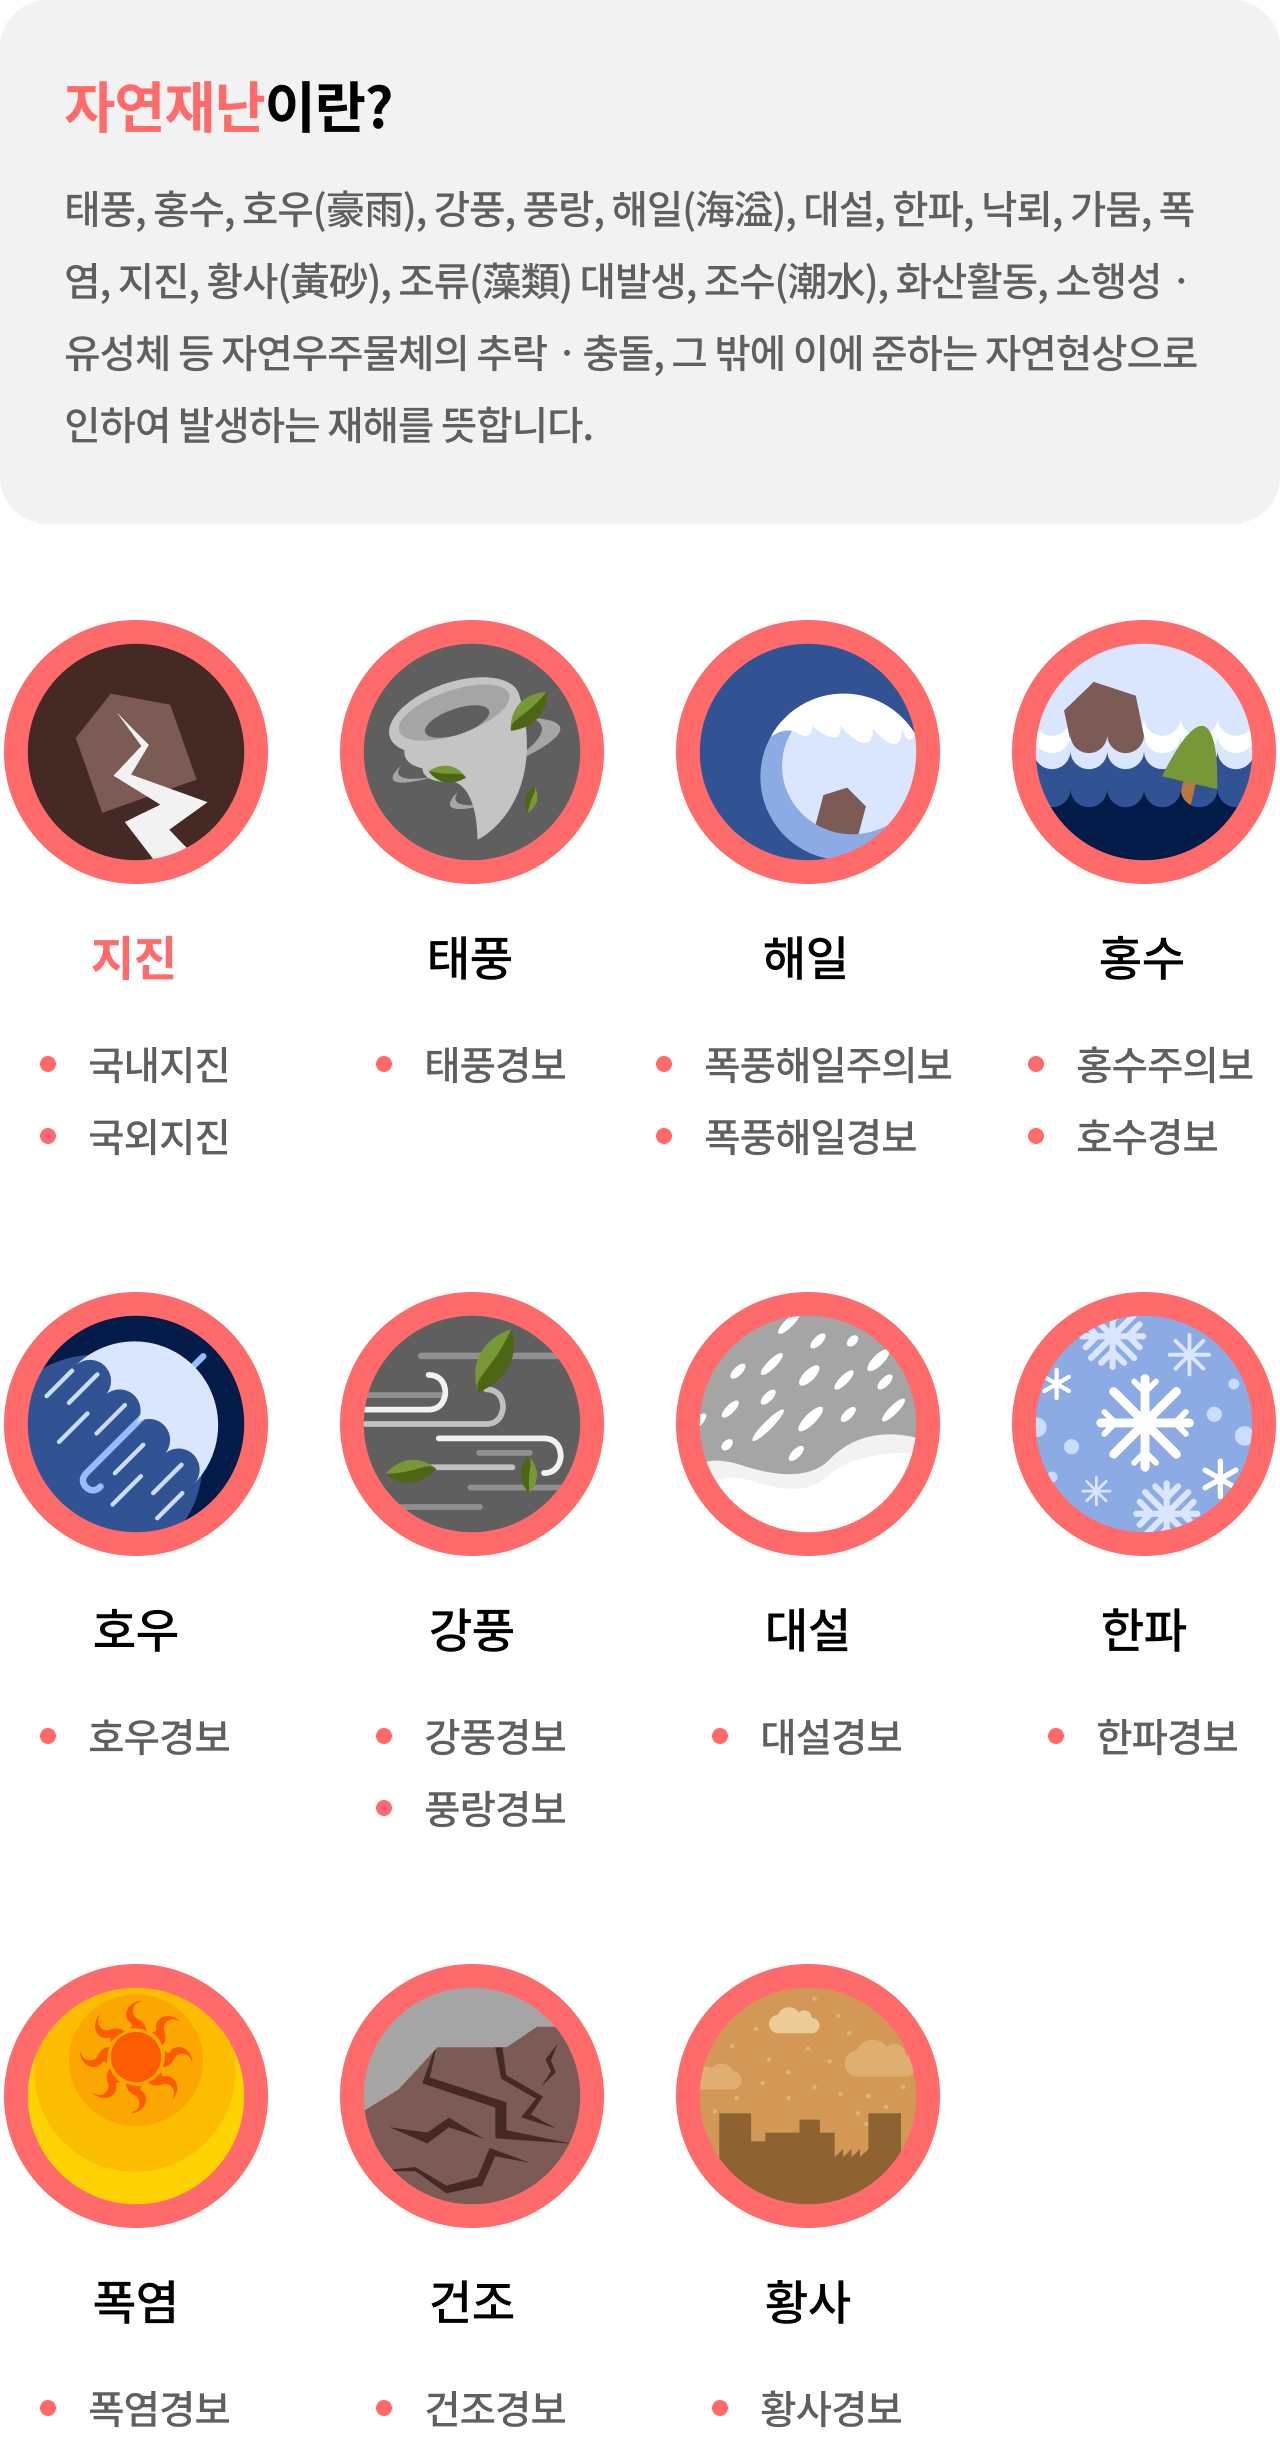 자연재난이란?
태풍, 홍수, 호우(豪雨), 강풍, 풍랑, 해일(海溢), 대설, 한파, 낙뢰, 가뭄, 폭
염, 지진, 황사(黃砂), 조류(藻類) 대발생, 조수(潮水), 화산활동, 소행성ㆍ
유성체 등 자연우주물체의 추락ㆍ충돌, 그 밖에 이에 준하는 자연현상으로
인하여 발생하는 재해를 뜻합니다.
지진
태풍
해일
홍수
국내지진
태풍경보
폭풍해일주의보
홍수주의보
국외지진
폭풍해일경보
호수경보
호우
강풍
대설
한파
호우경보
강풍경보
대설경보
한파경보
풍랑경보
폭염
건조
황사
폭염경보
건조경보
황사경보